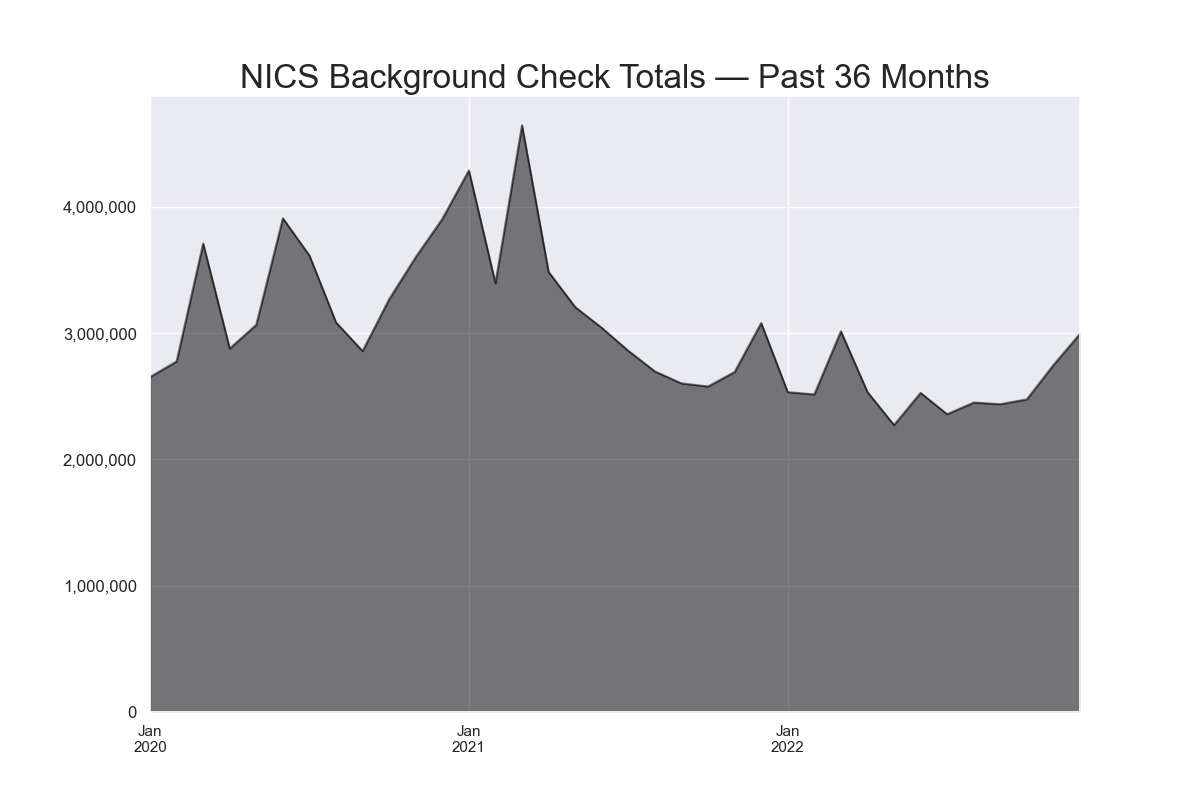 NICS Background Check Totals — Past 36 Months
4,000,000
3,000,000
2,000,000
1,000,000
0
Jan
2020
Jan
2021
Jan
2022